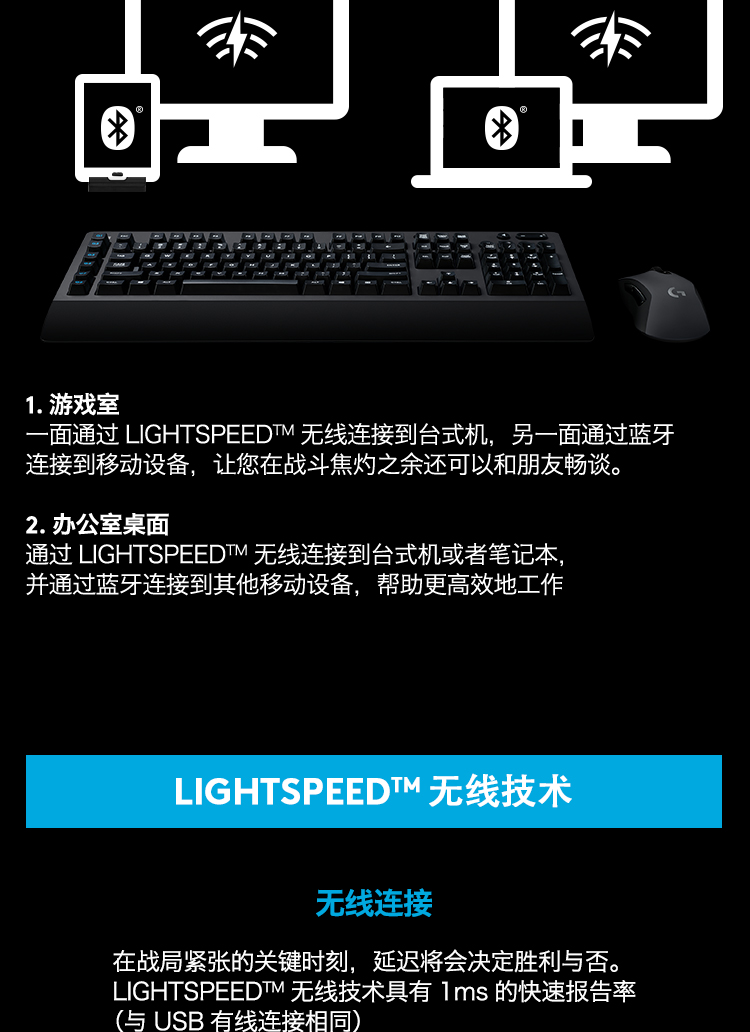 1. 游戏室
一面通过 LIGHTSPEED™ 无线连接到台式机，另一面通过蓝牙
连接到移动设备，让您在战斗焦灼之余还可以和朋友畅谈。
2. 办公室桌面
通过 LIGHTSPEED™ 无线连接到台式机或者笔记本，
并通过蓝牙连接到其他移动设备，帮助更高效地工作
LIGHTSPEED™ 无线技术
无线连接
在战局紧张的关键时刻，延迟将会决定胜利与否。
LIGHTSPEED™ 无线技术具有 1ms 的快速报告率
（与 USB 有线连接相同）